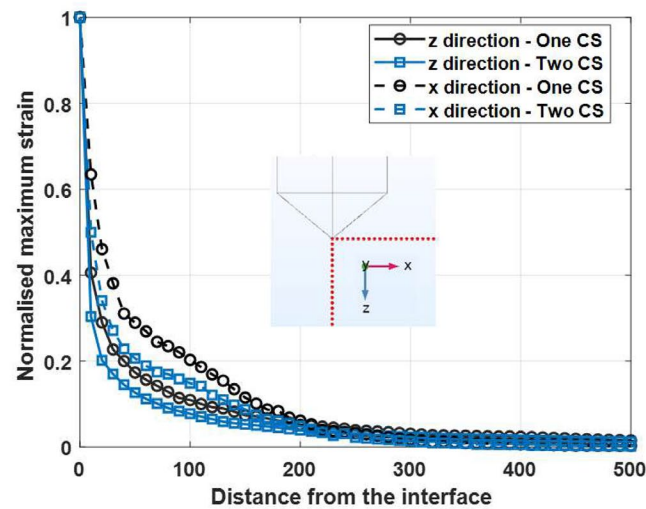 1
0.8
0.6
0.4
0.2
0
Normalised maximum strain
z direction - One CS
z direction - Two CS
x direction - One CS
x direction - Two CS
y
x
z
0 100 200 300 400 500
Distance from the interface